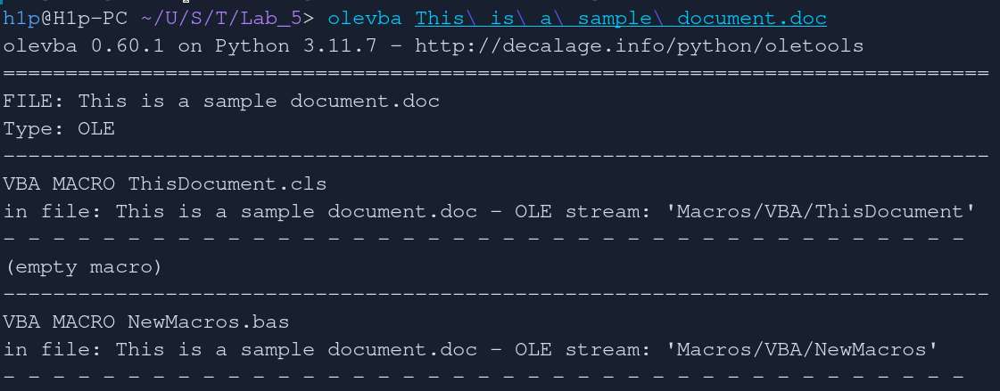 h1p@H1p-PC ~/U/S/T/Lab_5> olevba This\ is\ a\ sample\ document.doc
olevba 0.60.1 on Python 3.11.7 - http://decalage.info/python/oletools
===============================================================================
FILE: This is a sample document.doc
Type: OLE
-------------------------------------------------------------------------------
VBA MACRO ThisDocument.cls
in file: This is a sample document.doc - OLE stream: 'Macros/VBA/ThisDocument'
- - - - - - - - - - - - - - - - - - - - - - - - - - - - - - - - - - - - - - -
(empty macro)
-------------------------------------------------------------------------------
VBA MACRO NewMacros.bas
in file: This is a sample document.doc - OLE stream: 'Macros/VBA/NewMacros'
- - - - - - - - - - - - - - - - - - - - - - - - - - - - - - - - - - - - - - -